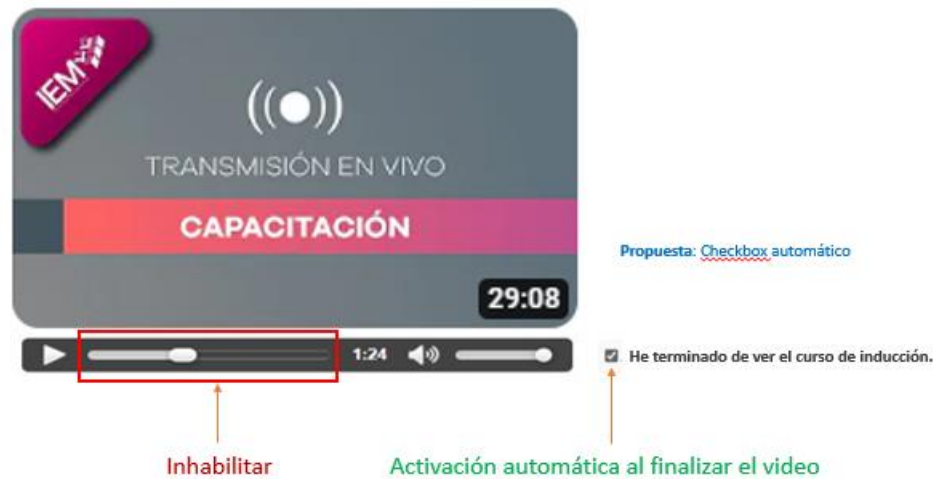 IEM
TRANSMISIÓN EN VIVO
CAPACITACIÓN
29:08
Propuesta: Checkbox automático
1:24
He terminado de ver el curso de inducción.
Inhabilitar
Activación automática al finalizar el video